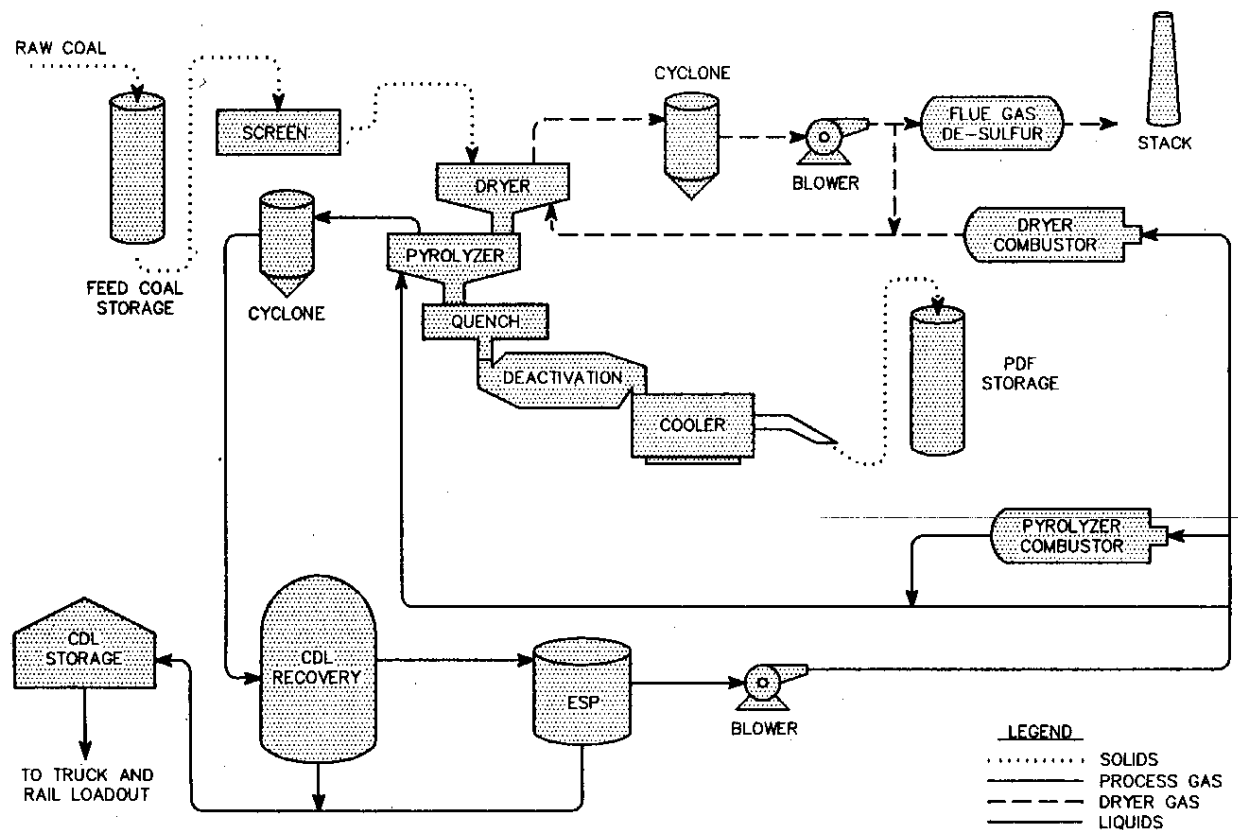 RAW COAL
SCREEN
FEED COAL
STORAGE
CYCLONE
DRYER
PYROLYZER
QUENCH
DEACTIVATION
COOLER
CYCLONE
BLOWER
FLUE GAS
DE-SULFUR
STACK
DRYER
COMBUSTOR
PDF
STORAGE
PYROLYZER
COMBUSTOR
CDL
STORAGE
CDL
RECOVERY
ESP
BLOWER
TO TRUCK AND
RAIL LOADOUT
LEGEND
SOLIDS
PROCESS GAS
DRYER GAS
LIQUIDS